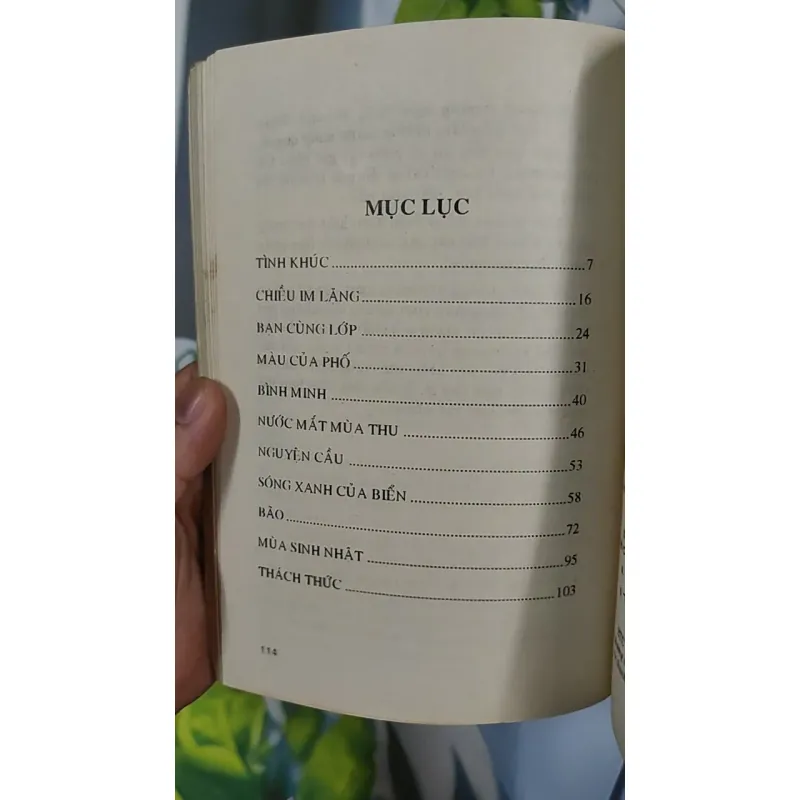 MỤC LỤC
TÌNH KHÚC 7
CHIỀU IM LẶNG 16
BẠN CÙNG LỚP 24
MÀU CỦA PHỐ 31
BÌNH MINH 40
NƯỚC MẮT MÙA THU 46
NGUYỆN CẦU 53
SÓNG XANH CỦA BIỂN 58
BÃO 72
MÙA SINH NHẬT 95
THÁCH THỨC 103
114